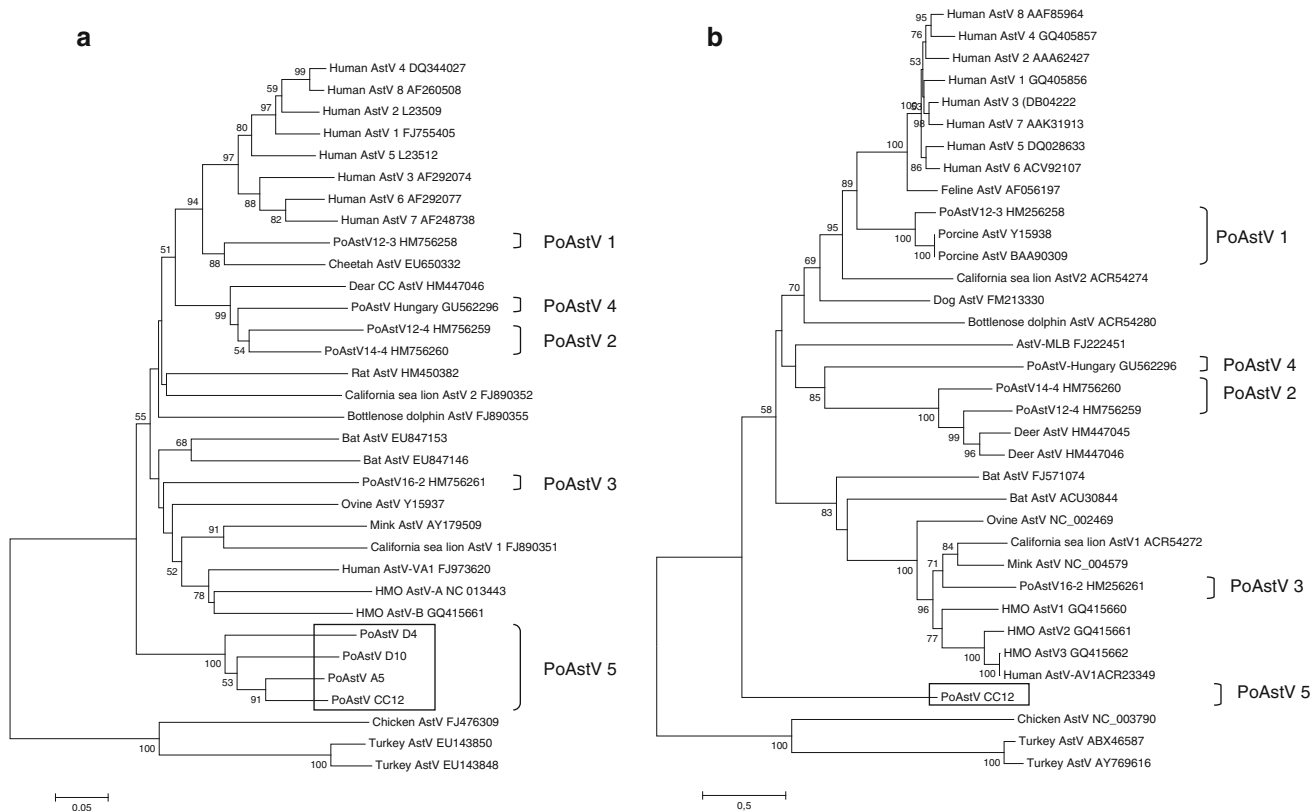 a
99
Human AstV 4 DQ344027
Human AstV 8 AF260508
59
Human AstV 2 L23509
97
Human AstV 1 FJ755405
80
Human AstV 5 L23512
97
Human AstV 3 AF292074
88
Human AstV 6 AF292077
82
Human AstV 7 AF248738
94
PoAstV12-3 HM756258
PoAstV 1
88
Cheetah AstV EU650332
51
Dear CC AstV HM447046
99
PoAstV Hungary GU562296
PoAstV 4
PoAstV12-4 HM756259
PoAstV 2
54
PoAstV14-4 HM756260
Rat AstV HM450382
California sea lion AstV 2 FJ890352
55
Bottlenose dolphin AstV FJ890355
68
Bat AstV EU847153
Bat AstV EU847146
PoAstV16-2 HM756261
PoAstV 3
Ovine AstV Y15937
91
Mink AstV AY179509
California sea lion AstV 1 FJ890351
52
Human AstV-VA1 FJ973620
78
HMO AstV-A NC 013443
HMO AstV-B GQ415661
PoAstV D4
100
PoAstV D10
PoAstV 5
53
PoAstV A5
91
PoAstV CC12
Chicken AstV FJ476309
100
Turkey AstV EU143850
100
Turkey AstV EU143848
0.05
b
95
Human AstV 8 AAF85964
76
Human AstV 4 GQ405857
53
Human AstV 2 AAA62427
Human AstV 1 GQ405856
100
53
Human AstV 3 (DB04222
98
Human AstV 7 AAK31913
100
Human AstV 5 DQ028633
86
Human AstV 6 ACV92107
89
Feline AstV AF056197
PoAstV12-3 HM256258
100
Porcine AstV Y15938
PoAstV 1
100
Porcine AstV BAA90309
95
California sea lion AstV2 ACR54274
69
Dog AstV FM213330
70
Bottlenose dolphin AstV ACR54280
AstV-MLB FJ222451
PoAstV-Hungary GU562296
PoAstV 4
85
PoAstV14-4 HM756260
PoAstV 2
100
PoAstV12-4 HM756259
99
Deer AstV HM447045
96
Deer AstV HM447046
58
Bat AstV FJ571074
83
Bat AstV ACU30844
Ovine AstV NC_002469
100
84
California sea lion AstV1 ACR54272
71
Mink AstV NC_004579
PoAstV16-2 HM256261
PoAstV 3
96
HMO AstV1 GQ415660
77
HMO AstV2 GQ415661
100
HMO AstV3 GQ415662
100
Human AstV-AV1ACR23349
PoAstV CC12
PoAstV 5
Chicken AstV NC_003790
100
Turkey AstV ABX46587
100
Turkey AstV AY769616
0,5